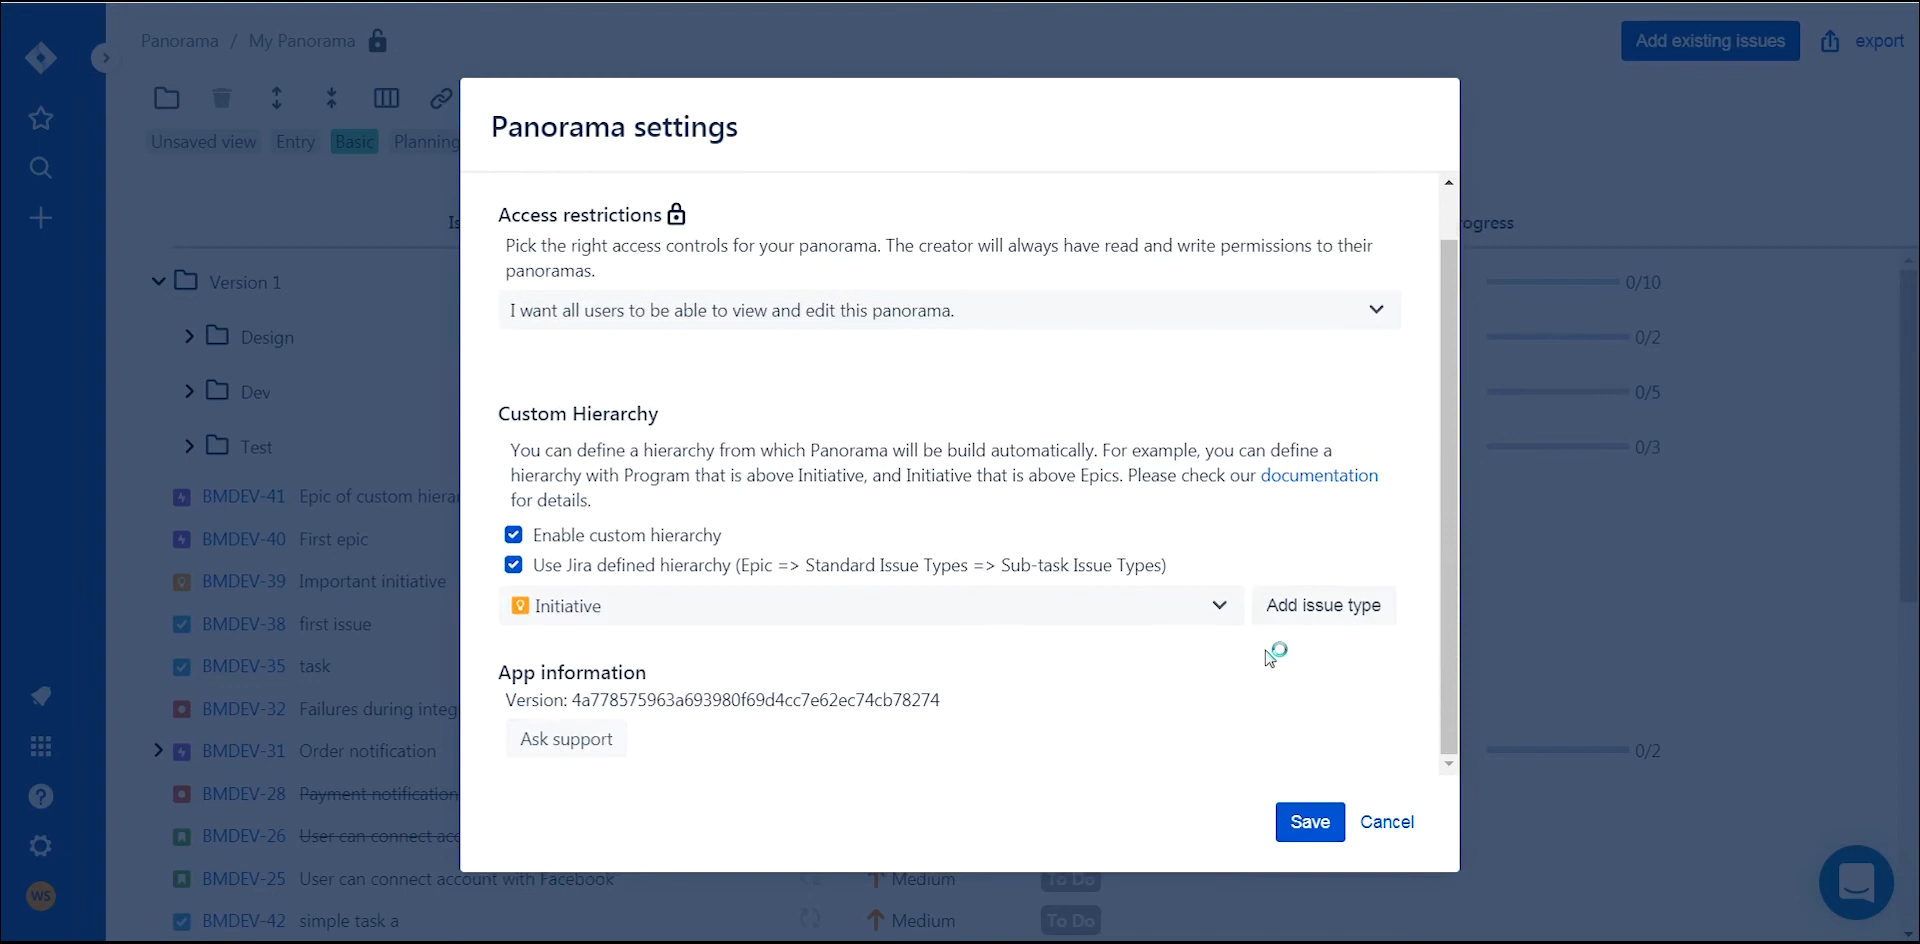 Panorama / My Panorama
Add existing issues
export
Unsaved view Entry Basic Planning
Panorama settings
Access restrictions
Pick the right access controls for your panorama. The creator will always have read and write permissions to their
panoramas.
I want all users to be able to view and edit this panorama.
Custom Hierarchy
You can define a hierarchy from which Panorama will be build automatically. For example, you can define a
hierarchy with Program that is above Initiative, and Initiative that is above Epics. Please check our documentation
for details.
Enable custom hierarchy
Use Jira defined hierarchy (Epic => Standard Issue Types => Sub-task Issue Types)
Initiative
Add issue type
App information
Version: 4a778575963a693980f69d4cc7e62ec74cb78274
Ask support
Save Cancel
Is
rogress
Version 1 0/10
Design 0/2
Dev 0/5
Test 0/3
BMDEV-41 Epic of custom hierar
BMDEV-40 First epic
BMDEV-39 Important initiative
BMDEV-38 first issue
BMDEV-35 task
BMDEV-32 Failures during integ
BMDEV-31 Order notification 0/2
BMDEV-28 Payment notification
BMDEV-26 User can connect acc
BMDEV-25 User can connect account with Facebook Medium To Do
BMDEV-42 simple task a Medium To Do
WS